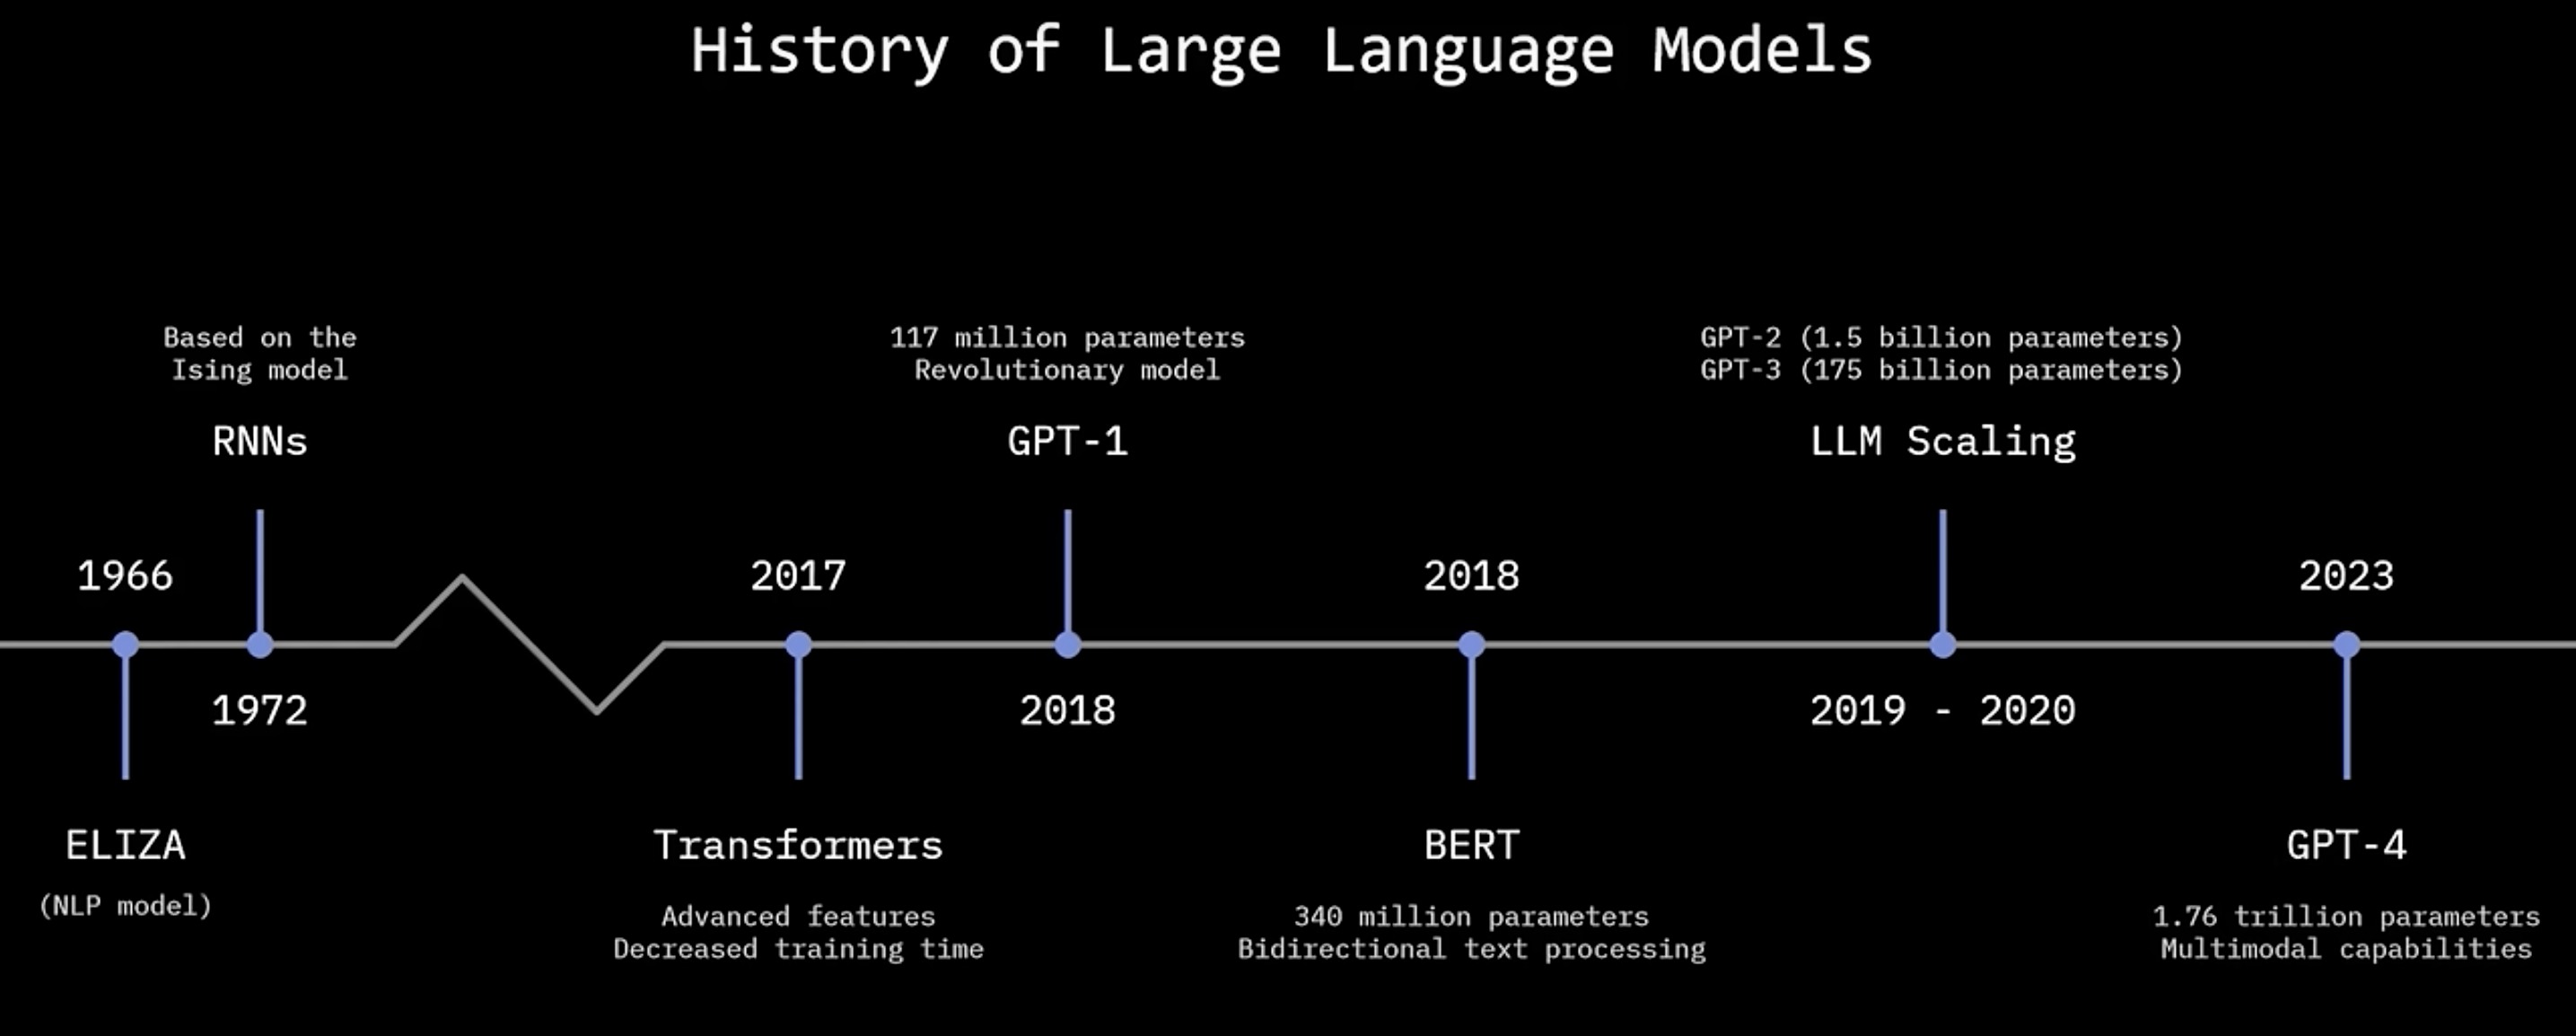 History of Large Language Models
Based on the
Ising model
RNNs
117 million parameters
Revolutionary model
GPT-1
GPT-2 (1.5 billion parameters)
GPT-3 (175 billion parameters)
LLM Scaling
1966
2017
2018
2023
1972
2018
2019 - 2020
ELIZA
(NLP model)
Transformers
Advanced features
Decreased training time
BERT
340 million parameters
Bidirectional text processing
GPT-4
1.76 trillion parameters
Multimodal capabilities